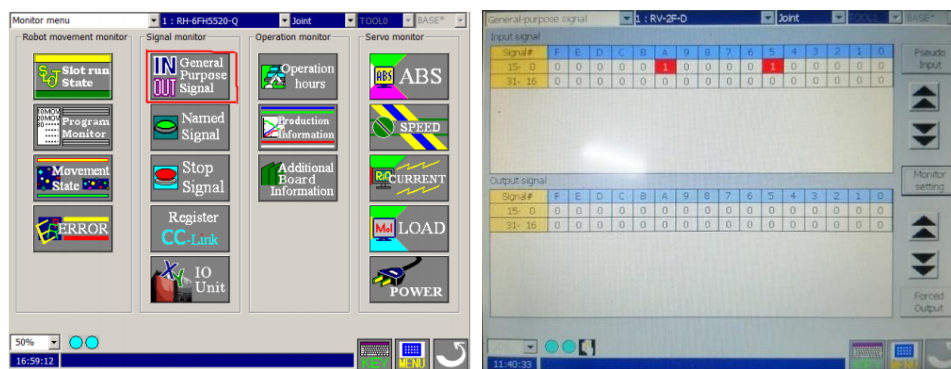 Monitor menu 1 : RH-6FH5520-Q Joint TOOL0 BASE*
Robot movement monitor Signal monitor Operation monitor Servo monitor
Slot run State
IN OUT General Purpose Signal
Operation hours
ABS ABS
10MOV 20MOV Program Monitor
Named Signal
Production Information
SPEED
Movement State
Stop Signal
Additional Board Information
CURRENT
ERROR
Register CC-Link
MoI LOAD
XY IO Unit
POWER
50%
16:59:12 KEY MENU
General-purpose signal 1 : RV-2F-D Joint BASE*
Input signal
Signal# F E D C B A 9 8 7 6 5 4 3 2 1 0
15- 0 0 0 0 0 0 1 0 0 0 0 1 0 0 0 0 0
31- 16 0 0 0 0 0 0 0 0 0 0 0 0 0 0 0 0
Pseudo Input
Monitor setting
Output signal
Signal# F E D C B A 9 8 7 6 5 4 3 2 1 0
15- 0 0 0 0 0 0 0 0 0 0 0 0 0 0 0 0 0
31- 16 0 0 0 0 0 0 0 0 0 0 0 0 0 0 0 0
Forced Output
11:40:33